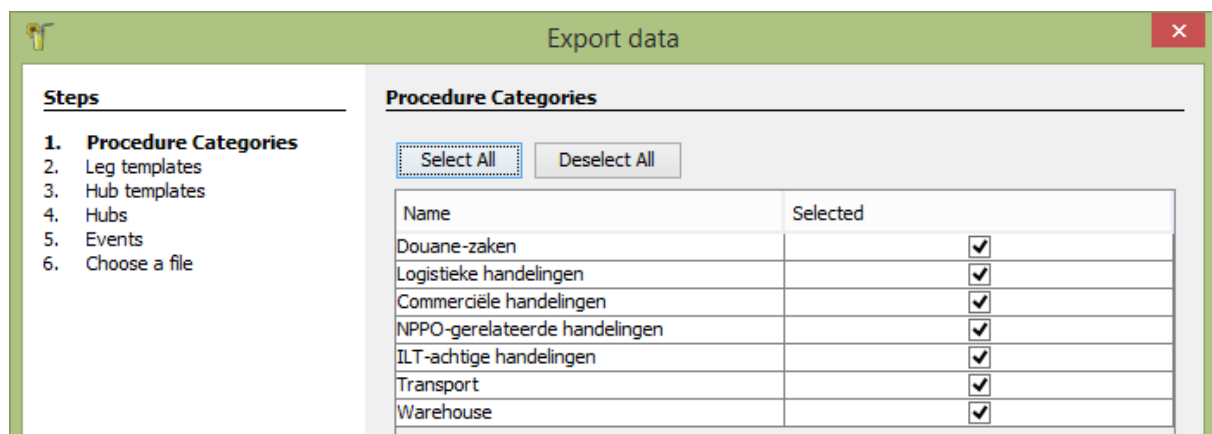 Export data
Steps
1. Procedure Categories
2. Leg templates
3. Hub templates
4. Hubs
5. Events
6. Choose a file
Procedure Categories
Select All Deselect All
Name Selected
Douane-zaken
Logistieke handelingen
Commerciële handelingen
NPPO-gerelateerde handelingen
ILT-achtige handelingen
Transport
Warehouse